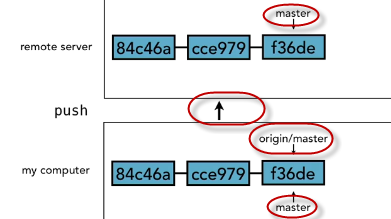 master
remote server
84c46a
cce979
f36de
push
origin/master
my computer
84c46a
cce979
f36de
master